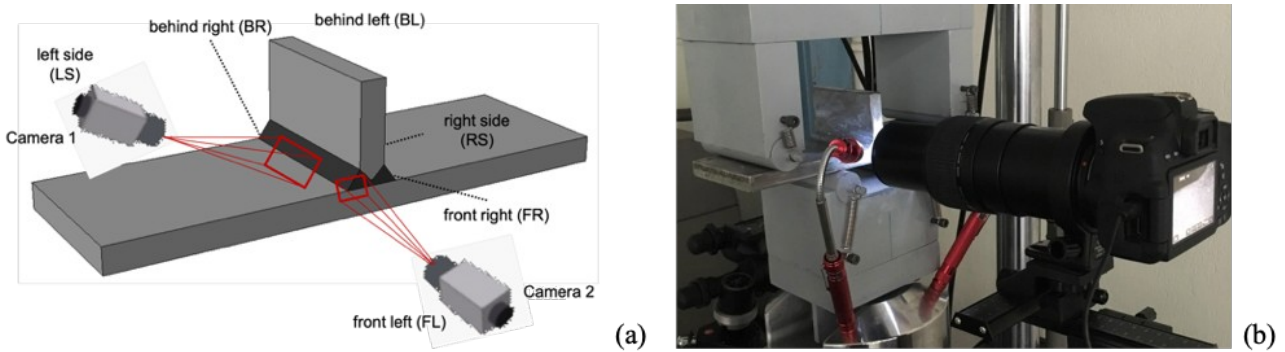 behind left (BL)
behind right (BR)
left side
(LS)
Camera 1
right side
(RS)
front right (FR)
Camera 2
front left (FL)
(a)
(b)